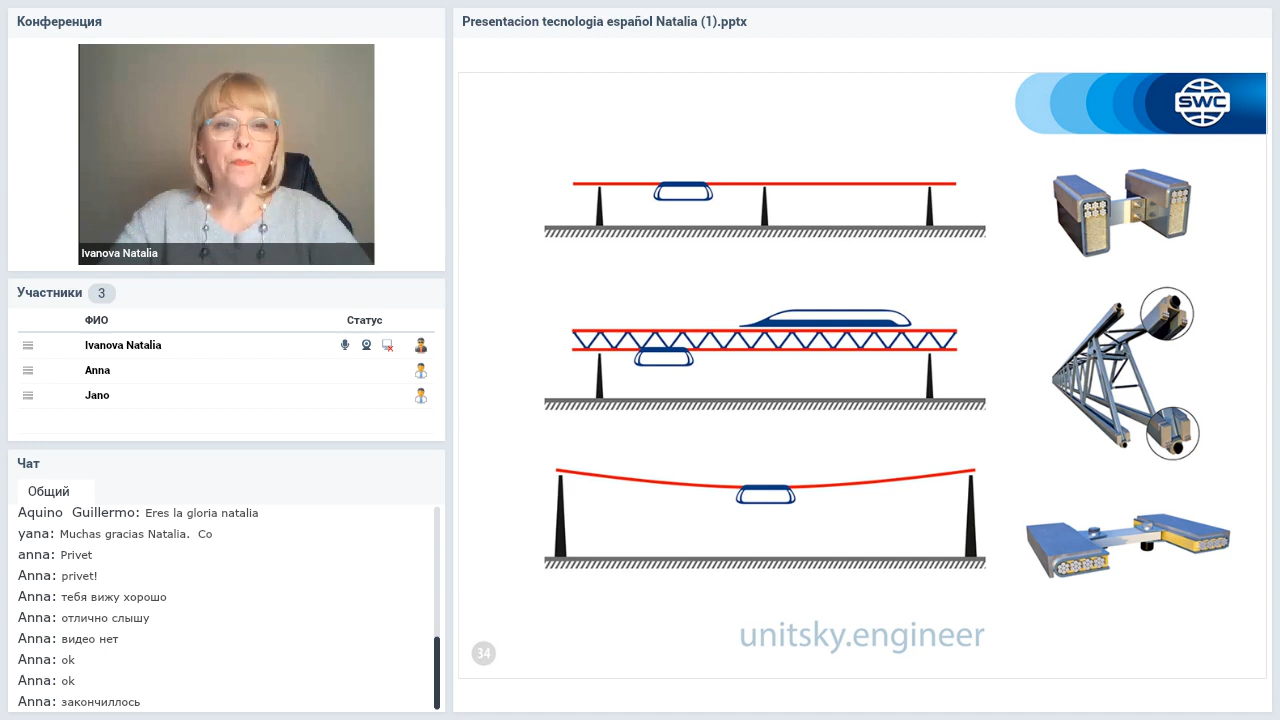 Конференция
Ivanova Natalia
Участники 3
ФИО Статус
Ivanova Natalia
Anna
Jano
Чат
Общий
Aquino Guillermo: Eres la gloria natalia
yana: Muchas gracias Natalia. Co
anna: Privet
Anna: privet!
Anna: тебя вижу хорошо
Anna: отлично слышу
Anna: видео нет
Anna: ok
Anna: ok
Anna: закончиллось
Presentacion tecnologia español Natalia (1).pptx
SWC
unitsky.engineer
34